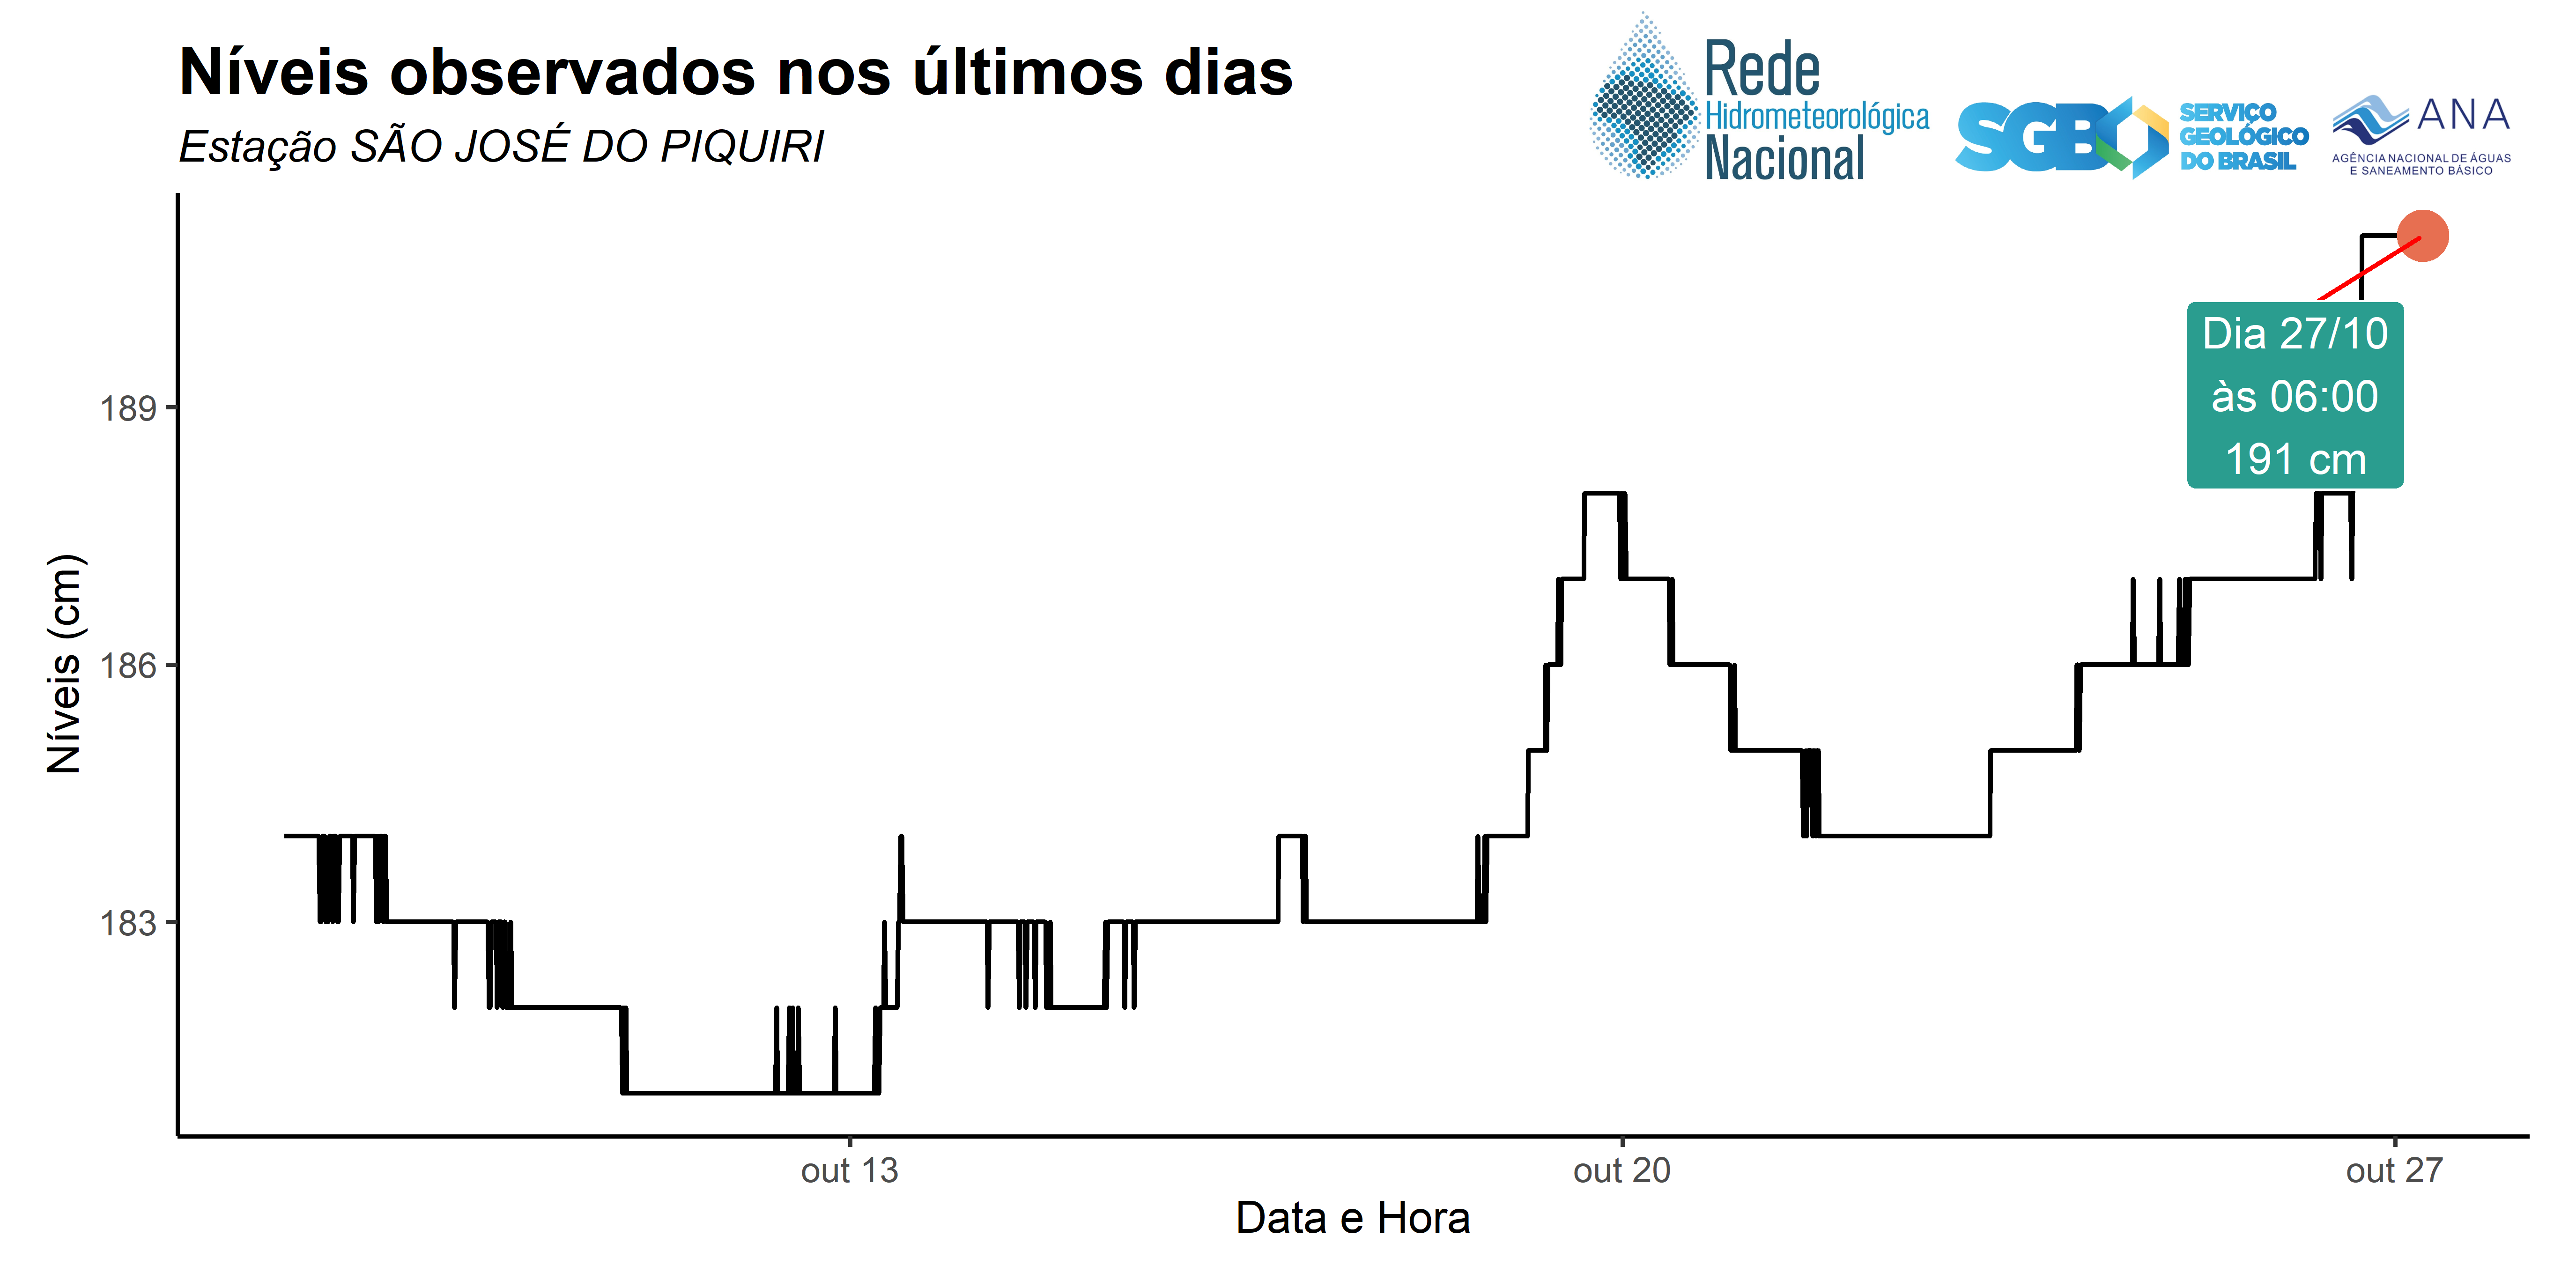 Níveis observados nos últimos dias
Estação SÃO JOSÉ DO PIQUIRI
Rede
Hidrometeorológica
Nacional
SGB
SERVIÇO
GEOLÓGICO
DO BRASIL
ANA
AGÊNCIA NACIONAL DE ÁGUAS
E SANEAMENTO BÁSICO
Dia 27/10
às 06:00
191 cm
189
186
183
Níveis (cm)
out 13
out 20
out 27
Data e Hora